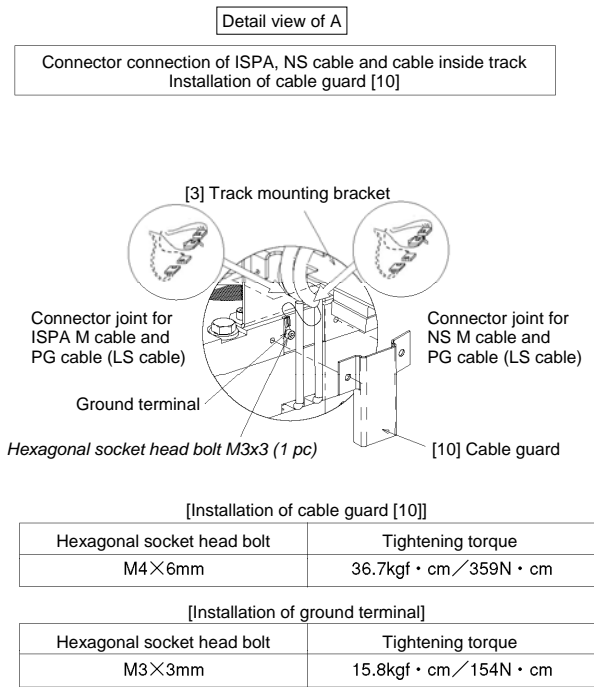 Detail view of A
Connector connection of ISPA, NS cable and cable inside track
Installation of cable guard [10]
[3] Track mounting bracket
Connector joint for
ISPA M cable and
PG cable (LS cable)
Connector joint for
NS M cable and
PG cable (LS cable)
Ground terminal
Hexagonal socket head bolt M3x3 (1 pc)
[10] Cable guard
[Installation of cable guard [10]]
Hexagonal socket head bolt Tightening torque
M4×6mm 36.7kgf・cm／359N・cm
[Installation of ground terminal]
Hexagonal socket head bolt Tightening torque
M3×3mm 15.8kgf・cm／154N・cm